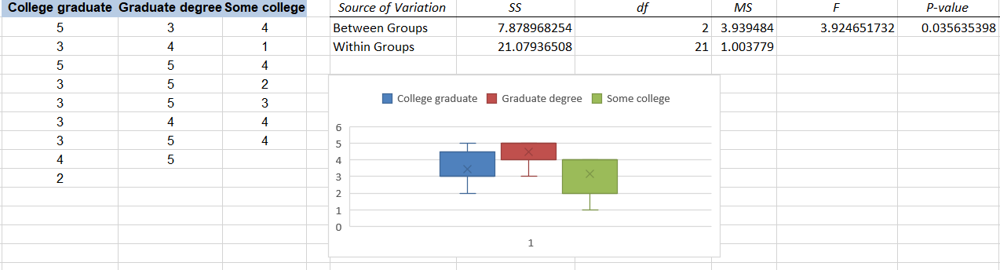 College graduate Graduate degree Some college Source of Variation SS df MS F P-value
5 3 4 Between Groups 7.878968254 2 3.939484 3.924651732 0.035635398
3 4 1 Within Groups 21.07936508 21 1.003779
5 5 4
3 5 2
3 5 3
3 4 4
3 5 4
4 5
2
College graduate Graduate degree Some college
6
5
4
3
2
1
0
1